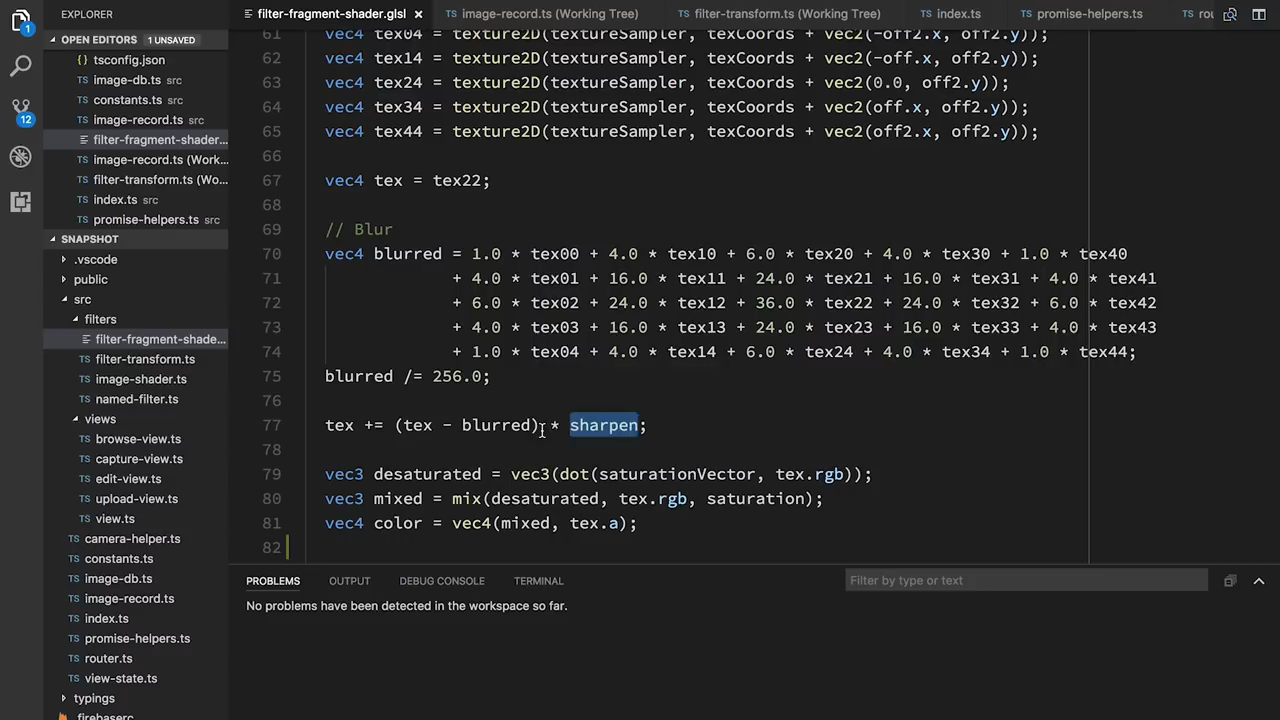 EXPLORER
filter-fragment-shader.glsl
image-record.ts (Working Tree)
filter-transform.ts (Working Tree)
index.ts
promise-helpers.ts
rou
1
12
OPEN EDITORS 1 UNSAVED
tsconfig.json
image-db.ts src
constants.ts src
image-record.ts src
filter-fragment-shader...
image-record.ts (Work...
filter-transform.ts (Wo...
index.ts src
promise-helpers.ts src
SNAPSHOT
.vscode
public
src
filters
filter-fragment-shade...
filter-transform.ts
image-shader.ts
named-filter.ts
views
browse-view.ts
capture-view.ts
edit-view.ts
upload-view.ts
view.ts
camera-helper.ts
constants.ts
image-db.ts
image-record.ts
index.ts
promise-helpers.ts
router.ts
view-state.ts
typings
.firebaserc
61 vec4 tex04 = texture2D(textureSampler, texCoords + vec2(-off2.x, off2.y));
62 vec4 tex14 = texture2D(textureSampler, texCoords + vec2(-off.x, off2.y));
63 vec4 tex24 = texture2D(textureSampler, texCoords + vec2(0.0, off2.y));
64 vec4 tex34 = texture2D(textureSampler, texCoords + vec2(off.x, off2.y));
65 vec4 tex44 = texture2D(textureSampler, texCoords + vec2(off2.x, off2.y));
66
67 vec4 tex = tex22;
68
69 // Blur
70 vec4 blurred = 1.0 * tex00 + 4.0 * tex10 + 6.0 * tex20 + 4.0 * tex30 + 1.0 * tex40
71 + 4.0 * tex01 + 16.0 * tex11 + 24.0 * tex21 + 16.0 * tex31 + 4.0 * tex41
72 + 6.0 * tex02 + 24.0 * tex12 + 36.0 * tex22 + 24.0 * tex32 + 6.0 * tex42
73 + 4.0 * tex03 + 16.0 * tex13 + 24.0 * tex23 + 16.0 * tex33 + 4.0 * tex43
74 + 1.0 * tex04 + 4.0 * tex14 + 6.0 * tex24 + 4.0 * tex34 + 1.0 * tex44;
75 blurred /= 256.0;
76
77 tex += (tex - blurred) * sharpen;
78
79 vec3 desaturated = vec3(dot(saturationVector, tex.rgb));
80 vec3 mixed = mix(desaturated, tex.rgb, saturation);
81 vec4 color = vec4(mixed, tex.a);
82
PROBLEMS OUTPUT DEBUG CONSOLE TERMINAL
Filter by type or text
No problems have been detected in the workspace so far.